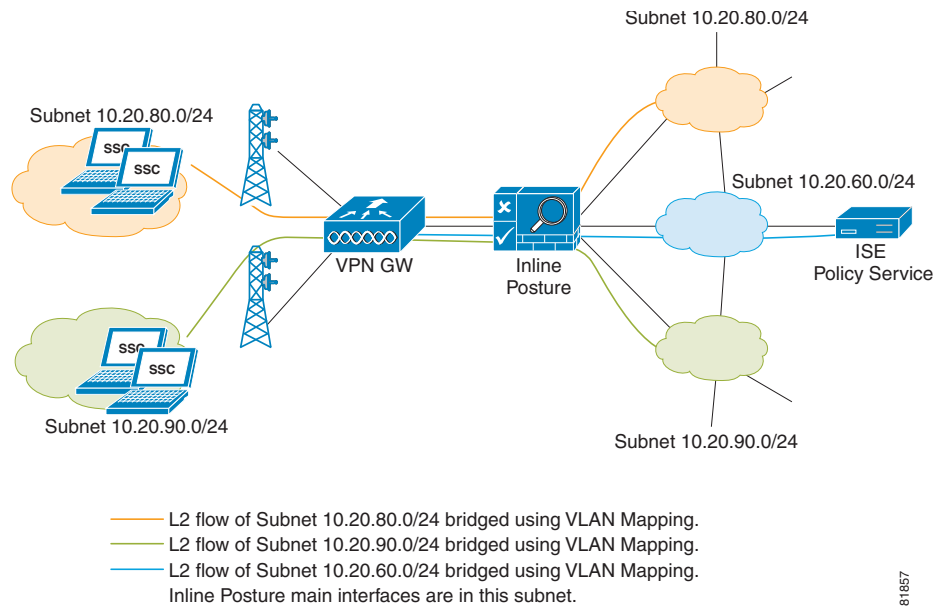 Subnet 10.20.80.0/24
Subnet 10.20.80.0/24
SSC
SSC
Subnet 10.20.60.0/24
VPN GW
Inline
Posture
ISE
Policy Service
SSC
SSC
Subnet 10.20.90.0/24
Subnet 10.20.90.0/24
L2 flow of Subnet 10.20.80.0/24 bridged using VLAN Mapping.
L2 flow of Subnet 10.20.90.0/24 bridged using VLAN Mapping.
L2 flow of Subnet 10.20.60.0/24 bridged using VLAN Mapping.
Inline Posture main interfaces are in this subnet.
81857